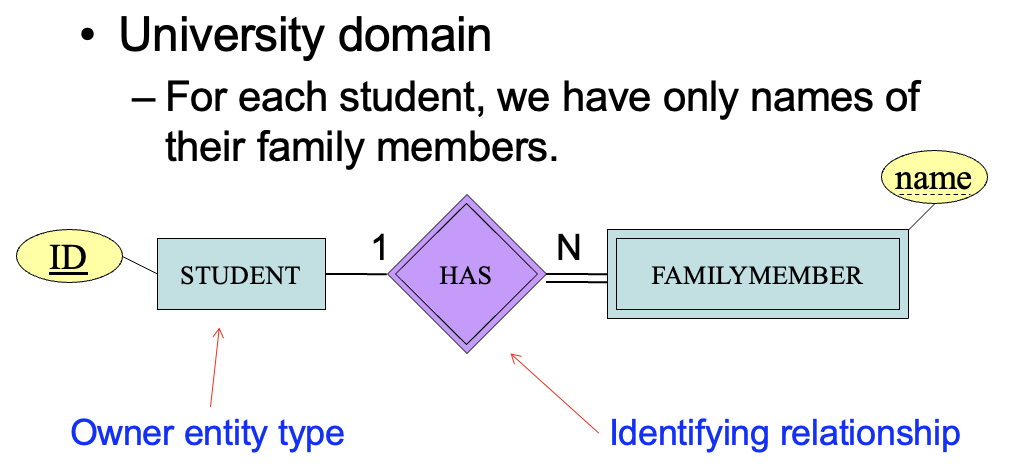 • University domain
– For each student, we have only names of
their family members.
name
ID
STUDENT
1
HAS
N
FAMILYMEMBER
Owner entity type
Identifying relationship